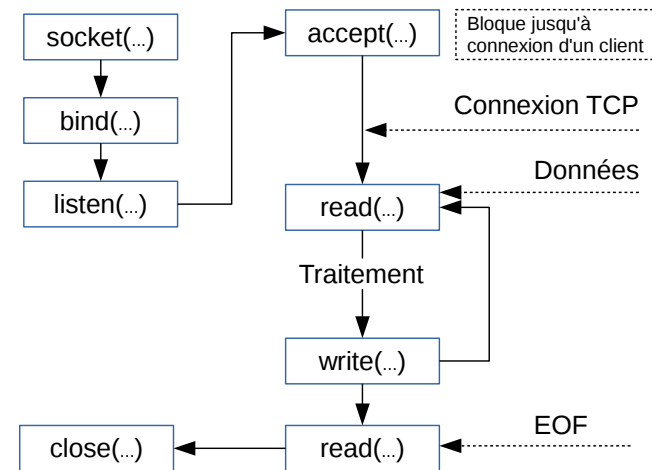 socket(...)
bind(...)
listen(...)
accept(...)
Bloque jusqu'à
connexion d'un client
Connexion TCP
Données
read(...)
Traitement
write(...)
EOF
read(...)
close(...)